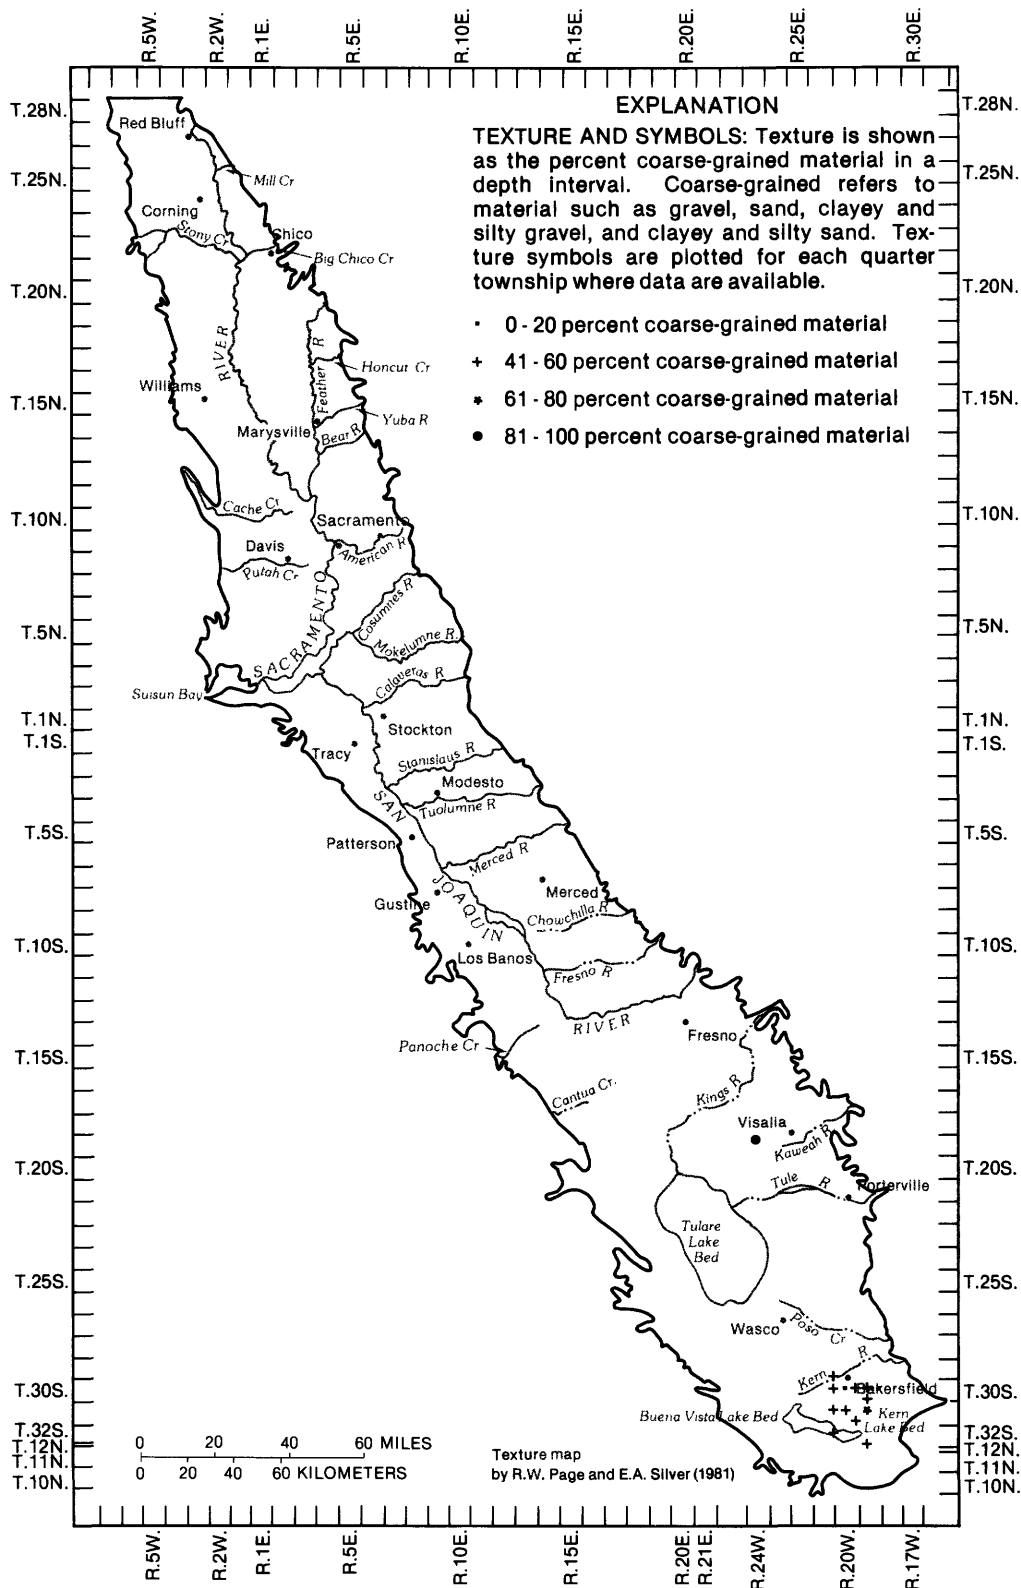 R.5W.
R.2W.
R.1E.
R.5E.
R.10E.
R.15E.
R.20E.
R.25E.
R.30E.
EXPLANATION
TEXTURE AND SYMBOLS: Texture is shown
as the percent coarse-grained material in a
depth interval. Coarse-grained refers to
material such as gravel, sand, clayey and
silty gravel, and clayey and silty sand. Tex-
ture symbols are plotted for each quarter
township where data are available.
0-20 percent coarse-grained material
+ 41-60 percent coarse-grained material
* 61-80 percent coarse-grained material
● 81-100 percent coarse-grained material
T.28N.
T.25N.
T.20N.
T.15N.
T.10N.
T.5N.
T.1N.
T.1S.
T.5S.
T.10S.
T.15S.
T.20S.
T.25S.
T.30S.
T.32S.
T.12N.
T.11N.
T.10N.
T.28N.
T.25N.
T.20N.
T.15N.
T.10N.
T.5N.
T.1N.
T.1S.
T.5S.
T.10S.
T.15S.
T.20S.
T.25S.
T.30S.
T.32S.
T.12N.
T.11N.
T.10N.
Red Bluff
Mill Cr
Corning
Stony Cr
Chico
Big Chico Cr
RIVER
Feather R
Honcut Cr
Williams
Yuba R
Marysville
Bear R
Cache Cr
Sacramento
American R
Davis
Putah Cr
SACRAMENTO
Cosumnes R
Mokelumne R.
Calaveras R
Suisun Bay
Stockton
Tracy
Stanislaus R
Modesto
SAN
Tuolumne R
Patterson
Merced R
JOAQUIN
Merced
Gustine
Chowchilla R
Los Banos
Fresno R
RIVER
Fresno
Panoche Cr
Cantua Cr.
Kings R
Visalia
Kaweah R
Tule R
Porterville
Tulare
Lake
Bed
Wasco
Poso Cr
Kern R
Bakersfield
Buena Vista Lake Bed
Kern
Lake Bed
0 20 40 60 MILES
0 20 40 60 KILOMETERS
Texture map
by R.W. Page and E.A. Silver (1981)
R.5W.
R.2W.
R.1E.
R.5E.
R.10E.
R.15E.
R.20E.
R.21E.
R.24W.
R.20W.
R.17W.